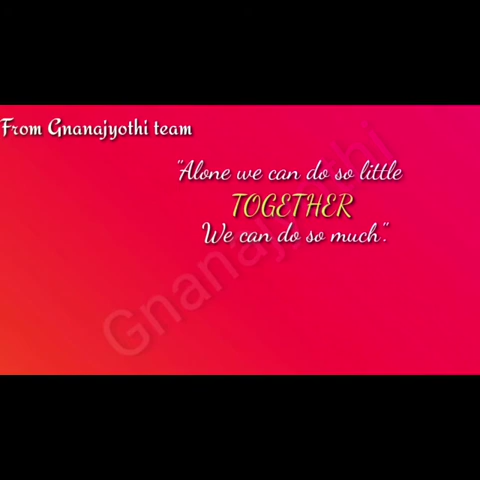 From Gnanajyothi team
"Alone we can do so little
TOGETHER
We can do so much".
Gnanajyothi